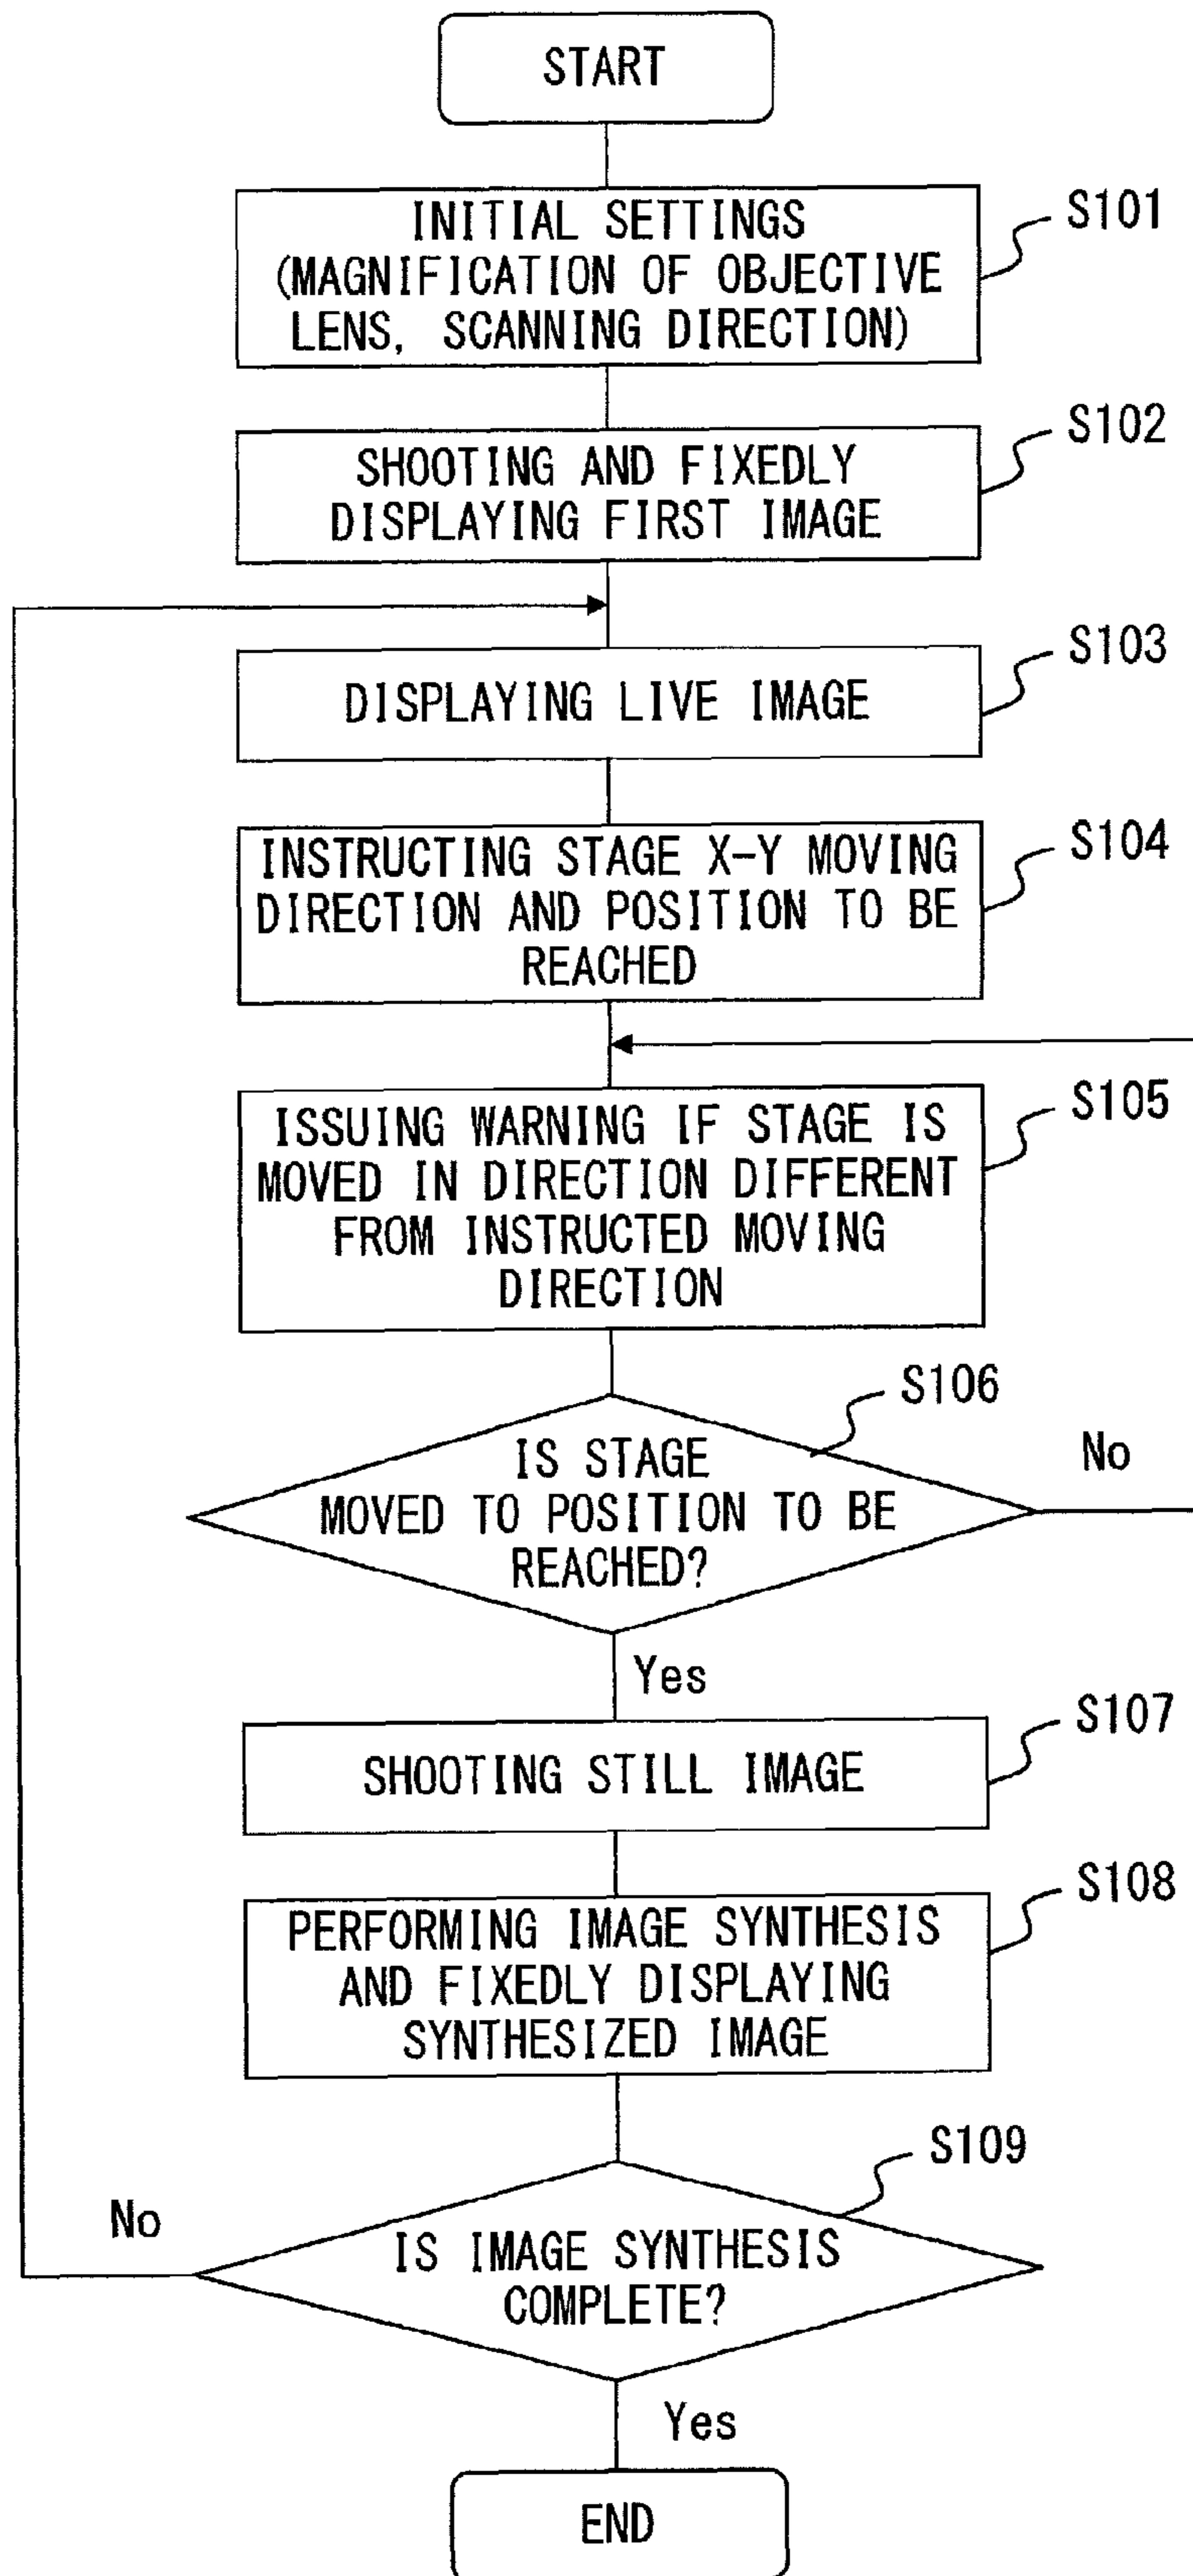 START
INITIAL SETTINGS
(MAGNIFICATION OF OBJECTIVE
LENS, SCANNING DIRECTION)
S101
SHOOTING AND FIXEDLY
DISPLAYING FIRST IMAGE
S102
DISPLAYING LIVE IMAGE
S103
INSTRUCTING STAGE X-Y MOVING
DIRECTION AND POSITION TO BE
REACHED
S104
ISSUING WARNING IF STAGE IS
MOVED IN DIRECTION DIFFERENT
FROM INSTRUCTED MOVING
DIRECTION
S105
S106
IS STAGE
MOVED TO POSITION TO BE
REACHED?
No
Yes
SHOOTING STILL IMAGE
S107
PERFORMING IMAGE SYNTHESIS
AND FIXEDLY DISPLAYING
SYNTHESIZED IMAGE
S108
S109
No
IS IMAGE SYNTHESIS
COMPLETE?
Yes
END